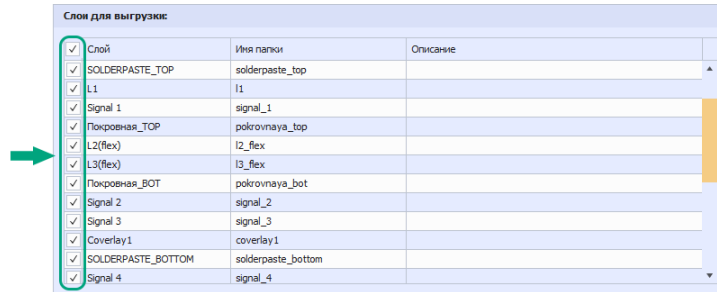 Слои для выгрузки:
Слой Имя папки Описание
SOLDERPASTE_TOP solderpaste_top
L1 l1
Signal 1 signal_1
Покровная_TOP pokrovnaya_top
L2(flex) l2_flex
L3(flex) l3_flex
Покровная_BOT pokrovnaya_bot
Signal 2 signal_2
Signal 3 signal_3
Coverlay1 coverlay1
SOLDERPASTE_BOTTOM solderpaste_bottom
Signal 4 signal_4